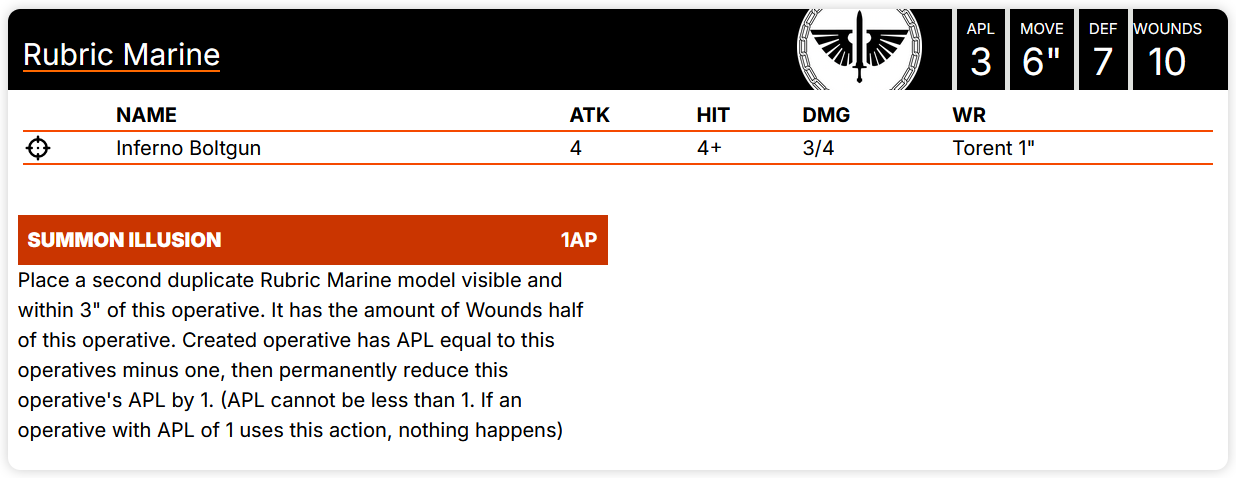 Rubric Marine
APL MOVE DEF WOUNDS
3 6" 7 10
NAME ATK HIT DMG WR
Inferno Boltgun 4 4+ 3/4 Torent 1"
SUMMON ILLUSION 1AP
Place a second duplicate Rubric Marine model visible and
within 3" of this operative. It has the amount of Wounds half
of this operative. Created operative has APL equal to this
operatives minus one, then permanently reduce this
operative's APL by 1. (APL cannot be less than 1. If an
operative with APL of 1 uses this action, nothing happens)